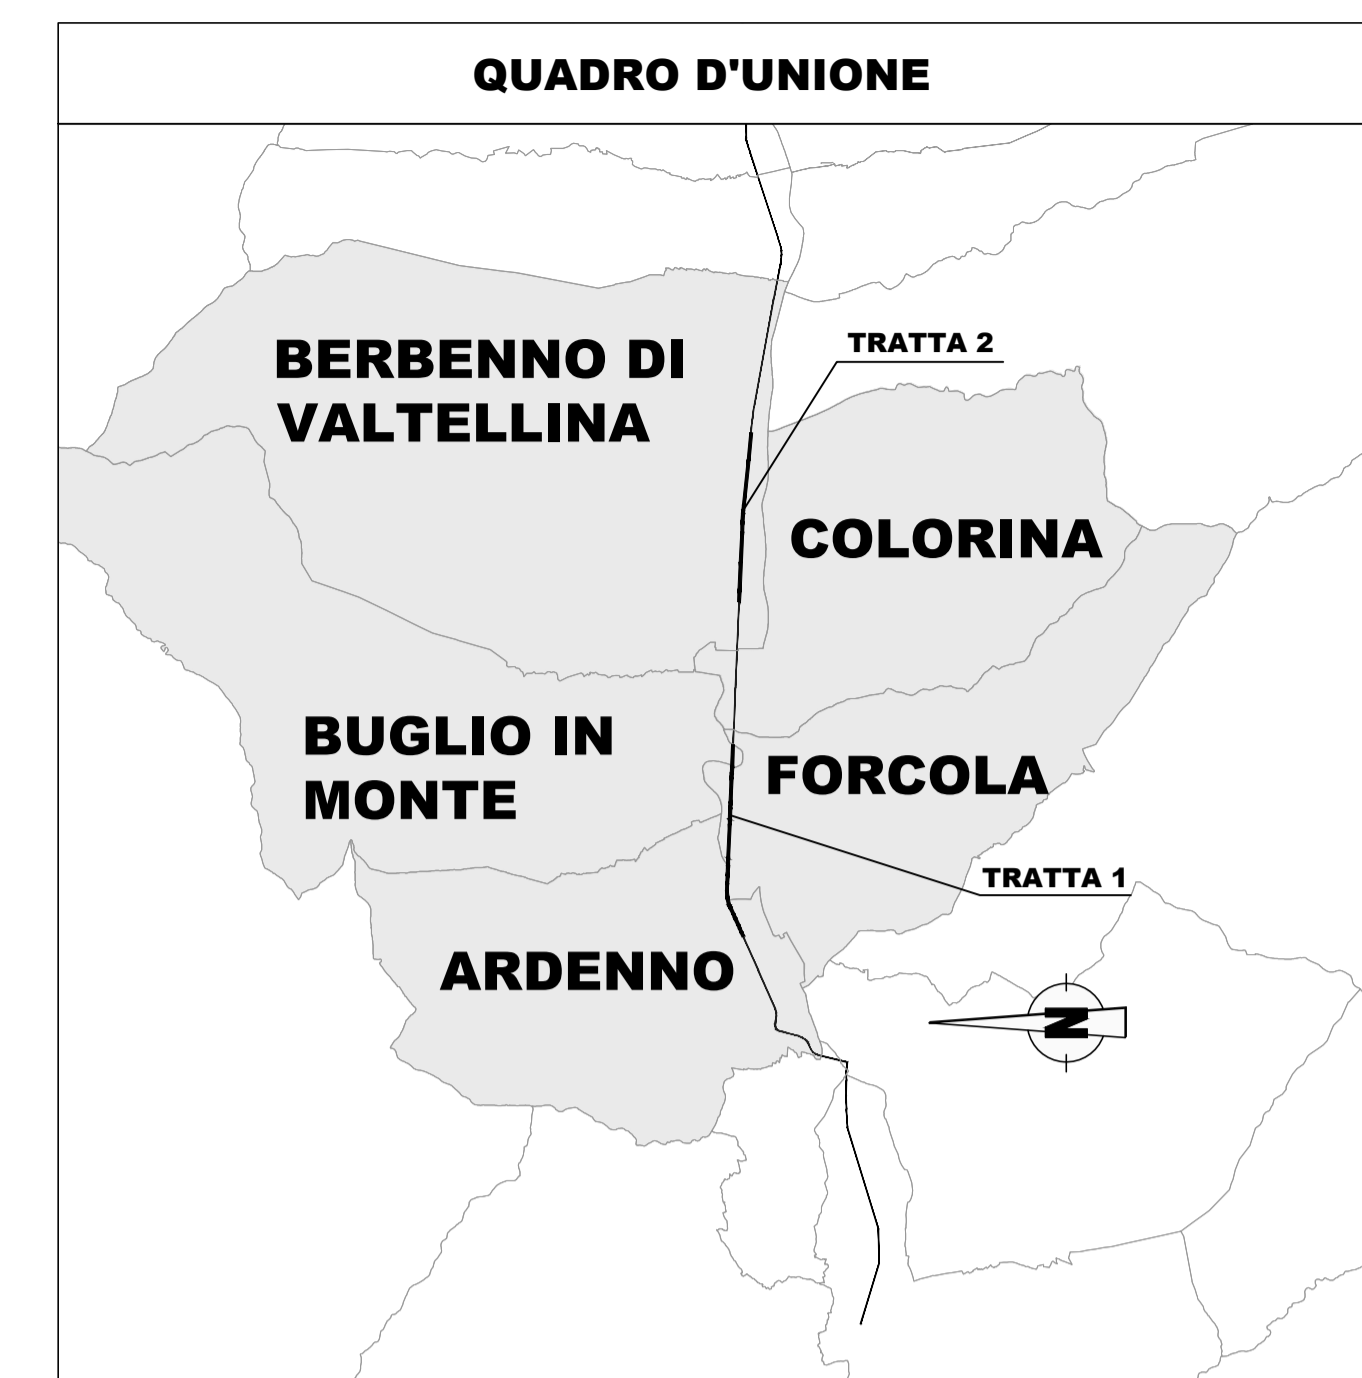 QUADRO D'UNIONE
BERBENNO DI
VALTELLINA
TRATTA 2
COLORINA
BUGLIO IN
MONTE
FORCOLA
TRATTA 1
ARDENNO
N